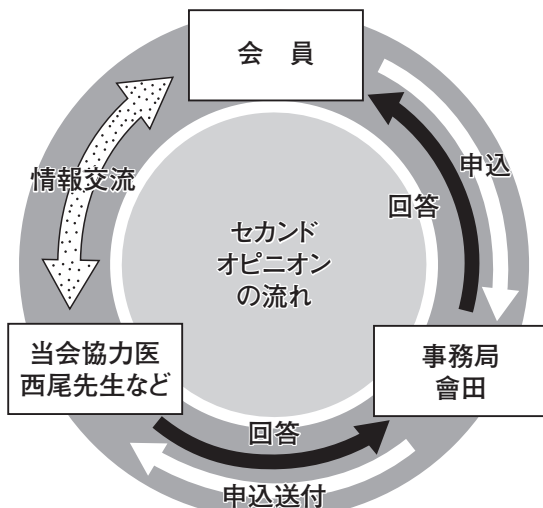 会　員
申込
回答
情報交流
セカンド
オピニオン
の流れ
当会協力医
西尾先生など
事務局
會田
回答
申込送付